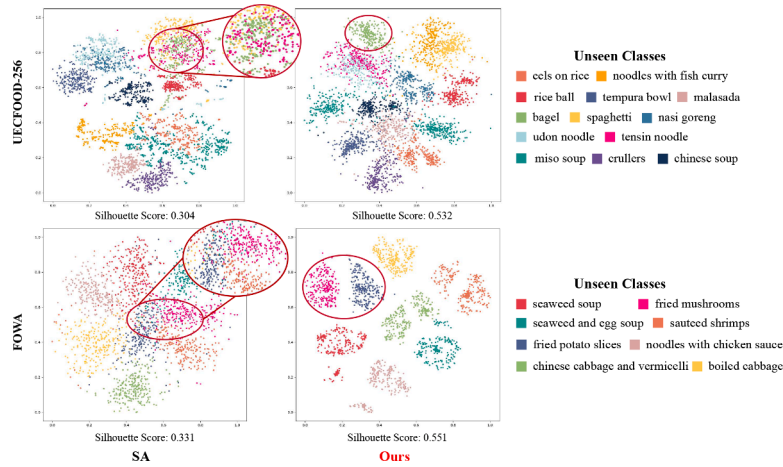 UECFOOD-256
Silhouette Score: 0.304
Silhouette Score: 0.532
Unseen Classes
eels on rice noodles with fish curry
rice ball tempura bowl malasada
bagel spaghetti nasi goreng
udon noodle tensin noodle
miso soup crullers chinese soup
FOWA
Silhouette Score: 0.331
Silhouette Score: 0.551
Unseen Classes
seaweed soup fried mushrooms
seaweed and egg soup sauteed shrimps
fried potato slices noodles with chicken sauce
chinese cabbage and vermicelli boiled cabbage
SA
Ours